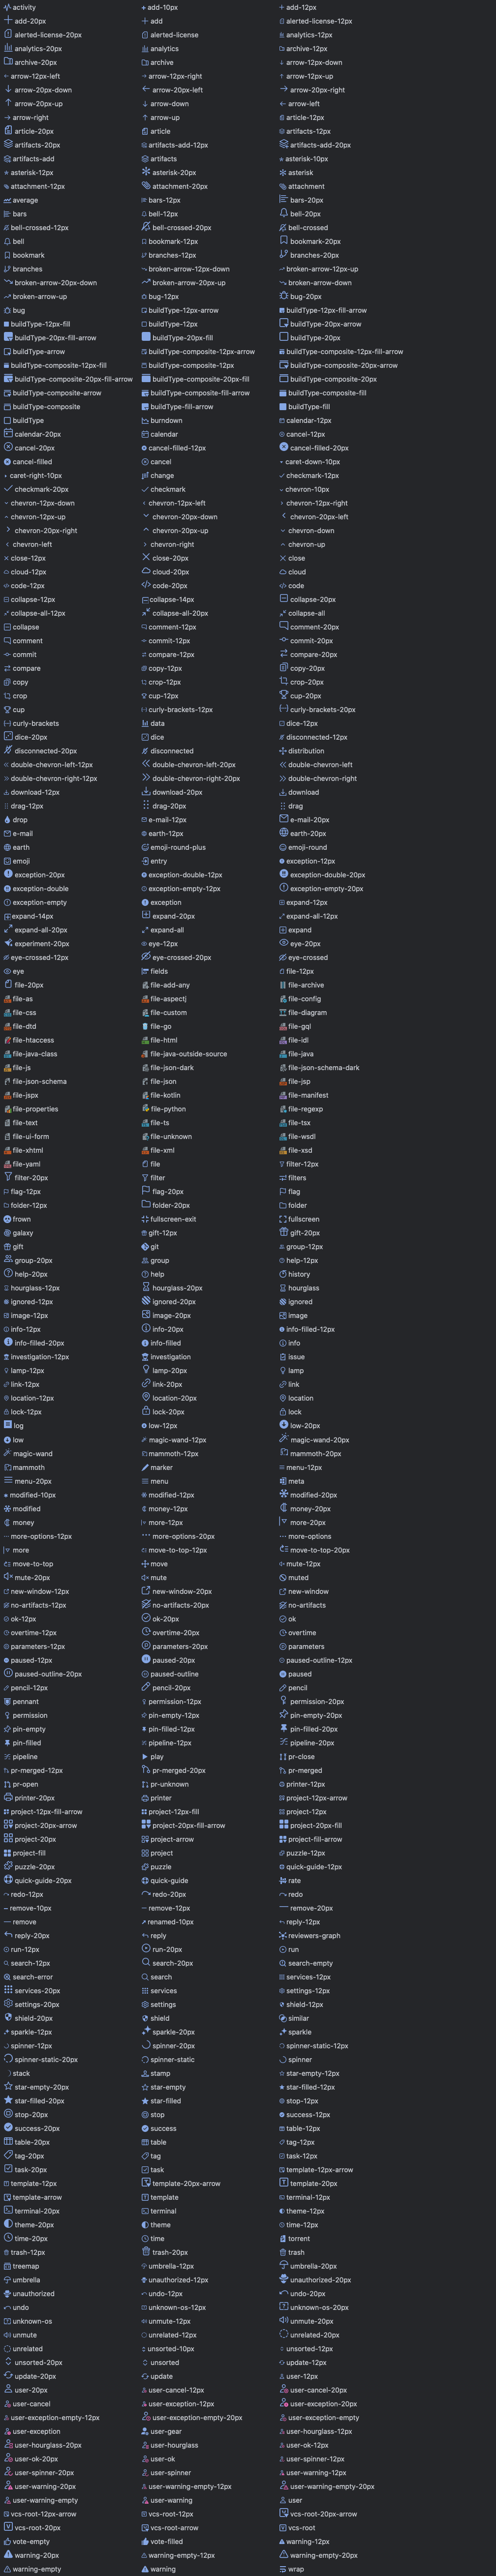 activity add-10px add-12px
add-20px add alerted-license-12px
alerted-license-20px alerted-license analytics-12px
analytics-20px analytics archive-12px
archive-20px archive arrow-12px-down
arrow-12px-left arrow-12px-right arrow-12px-up
arrow-20px-down arrow-20px-left arrow-20px-right
arrow-20px-up arrow-down arrow-left
arrow-right arrow-up article-12px
article-20px article artifacts-12px
artifacts-20px artifacts-add-12px artifacts-add-20px
artifacts-add artifacts asterisk-10px
asterisk-12px asterisk-20px asterisk
attachment-12px attachment-20px attachment
average bars-12px bars-20px
bars bell-12px bell-20px
bell-crossed-12px bell-crossed-20px bell-crossed
bell bookmark-12px bookmark-20px
bookmark branches-12px branches-20px
branches broken-arrow-12px-down broken-arrow-12px-up
broken-arrow-20px-down broken-arrow-20px-up broken-arrow-down
broken-arrow-up bug-12px bug-20px
bug buildType-12px-arrow buildType-12px-fill-arrow
buildType-12px-fill buildType-12px buildType-20px-arrow
buildType-20px-fill-arrow buildType-20px-fill buildType-20px
buildType-arrow buildType-composite-12px-arrow buildType-composite-12px-fill-arrow
buildType-composite-12px-fill buildType-composite-12px buildType-composite-20px-arrow
buildType-composite-20px-fill-arrow buildType-composite-20px-fill buildType-composite-20px
buildType-composite-arrow buildType-composite-fill-arrow buildType-composite-fill
buildType-composite buildType-fill-arrow buildType-fill
buildType burndown calendar-12px
calendar-20px calendar cancel-12px
cancel-20px cancel-filled-12px cancel-filled-20px
cancel-filled cancel caret-down-10px
caret-right-10px change checkmark-12px
checkmark-20px checkmark chevron-10px
chevron-12px-down chevron-12px-left chevron-12px-right
chevron-12px-up chevron-20px-down chevron-20px-left
chevron-20px-right chevron-20px-up chevron-down
chevron-left chevron-right chevron-up
close-12px close-20px close
cloud-12px cloud-20px cloud
code-12px code-20px code
collapse-12px collapse-14px collapse-20px
collapse-all-12px collapse-all-20px collapse-all
collapse comment-12px comment-20px
comment commit-12px commit-20px
commit compare-12px compare-20px
compare copy-12px copy-20px
copy crop-12px crop-20px
crop cup-12px cup-20px
cup curly-brackets-12px curly-brackets-20px
curly-brackets data dice-12px
dice-20px dice disconnected-12px
disconnected-20px disconnected distribution
double-chevron-left-12px double-chevron-left-20px double-chevron-left
double-chevron-right-12px double-chevron-right-20px double-chevron-right
download-12px download-20px download
drag-12px drag-20px drag
drop e-mail-12px e-mail-20px
e-mail earth-12px earth-20px
earth emoji-round-plus emoji-round
emoji entry exception-12px
exception-20px exception-double-12px exception-double-20px
exception-double exception-empty-12px exception-empty-20px
exception-empty exception expand-12px
expand-14px expand-20px expand-all-12px
expand-all-20px expand-all expand
experiment-20px eye-12px eye-20px
eye-crossed-12px eye-crossed-20px eye-crossed
eye fields file-12px
file-20px file-add-any file-archive
file-as file-aspectj file-config
file-css file-custom file-diagram
file-dtd file-go file-gql
file-htaccess file-html file-idl
file-java-class file-java-outside-source file-java
file-js file-json-dark file-json-schema-dark
file-json-schema file-json file-jsp
file-jspx file-kotlin file-manifest
file-properties file-python file-regexp
file-text file-ts file-tsx
file-ui-form file-unknown file-wsdl
file-xhtml file-xml file-xsd
file-yaml file filter-12px
filter-20px filter filters
flag-12px flag-20px flag
folder-12px folder-20px folder
frown fullscreen-exit fullscreen
galaxy gift-12px gift-20px
gift git group-12px
group-20px group help-12px
help-20px help history
hourglass-12px hourglass-20px hourglass
ignored-12px ignored-20px ignored
image-12px image-20px image
info-12px info-20px info-filled-12px
info-filled-20px info-filled info
investigation-12px investigation issue
lamp-12px lamp-20px lamp
link-12px link-20px link
location-12px location-20px location
lock-12px lock-20px lock
log low-12px low-20px
low magic-wand-12px magic-wand-20px
magic-wand mammoth-12px mammoth-20px
mammoth marker menu-12px
menu-20px menu meta
modified-10px modified-12px modified-20px
modified money-12px money-20px
money more-12px more-20px
more-options-12px more-options-20px more-options
more move-to-top-12px move-to-top-20px
move-to-top move mute-12px
mute-20px mute muted
new-window-12px new-window-20px new-window
no-artifacts-12px no-artifacts-20px no-artifacts
ok-12px ok-20px ok
overtime-12px overtime-20px overtime
parameters-12px parameters-20px parameters
paused-12px paused-20px paused-outline-12px
paused-outline-20px paused-outline paused
pencil-12px pencil-20px pencil
pennant permission-12px permission-20px
permission pin-empty-12px pin-empty-20px
pin-empty pin-filled-12px pin-filled-20px
pin-filled pipeline-12px pipeline-20px
pipeline play pr-close
pr-merged-12px pr-merged-20px pr-merged
pr-open pr-unknown printer-12px
printer-20px printer project-12px-arrow
project-12px-fill-arrow project-12px-fill project-12px
project-20px-arrow project-20px-fill-arrow project-20px-fill
project-20px project-arrow project-fill-arrow
project-fill project puzzle-12px
puzzle-20px puzzle quick-guide-12px
quick-guide-20px quick-guide rate
redo-12px redo-20px redo
remove-10px remove-12px remove-20px
remove renamed-10px reply-12px
reply-20px reply reviewers-graph
run-12px run-20px run
search-12px search-20px search-empty
search-error search services-12px
services-20px services settings-12px
settings-20px settings shield-12px
shield-20px shield similar
sparkle-12px sparkle-20px sparkle
spinner-12px spinner-20px spinner-static-12px
spinner-static-20px spinner-static spinner
stack stamp star-empty-12px
star-empty-20px star-empty star-filled-12px
star-filled-20px star-filled stop-12px
stop-20px stop success-12px
success-20px success table-12px
table-20px table tag-12px
tag-20px tag task-12px
task-20px task template-12px-arrow
template-12px template-20px-arrow template-20px
template-arrow template terminal-12px
terminal-20px terminal theme-12px
theme-20px theme time-12px
time-20px time torrent
trash-12px trash-20px trash
treemap umbrella-12px umbrella-20px
umbrella unauthorized-12px unauthorized-20px
unauthorized undo-12px undo-20px
undo unknown-os-12px unknown-os-20px
unknown-os unmute-12px unmute-20px
unmute unrelated-12px unrelated-20px
unrelated unsorted-10px unsorted-12px
unsorted-20px unsorted update-12px
update-20px update user-12px
user-20px user-cancel-12px user-cancel-20px
user-cancel user-exception-12px user-exception-20px
user-exception-empty-12px user-exception-empty-20px user-exception-empty
user-exception user-gear user-hourglass-12px
user-hourglass-20px user-hourglass user-ok-12px
user-ok-20px user-ok user-spinner-12px
user-spinner-20px user-spinner user-warning-12px
user-warning-20px user-warning-empty-12px user-warning-empty-20px
user-warning-empty user-warning user
vcs-root-12px-arrow vcs-root-12px vcs-root-20px-arrow
vcs-root-20px vcs-root-arrow vcs-root
vote-empty vote-filled warning-12px
warning-20px warning-empty-12px warning-empty-20px
warning-empty warning wrap